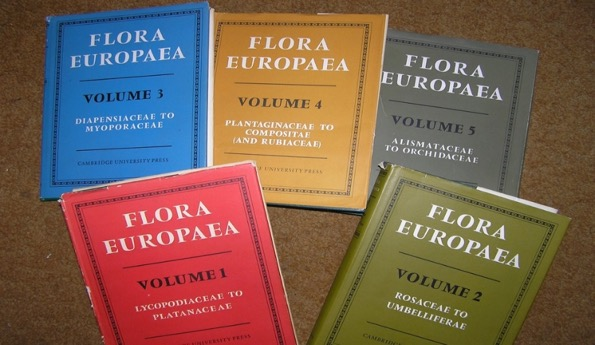 FLORA
EUROPAEA
VOLUME 3
DIAPENSIACEAE TO
MYOPORACEAE
CAMBRIDGE UNIVERSITY PRESS
FLORA
EUROPAEA
VOLUME 4
PLANTAGINACEAE TO
COMPOSITAE
(AND RUBIACEAE)
UNIVERSITY PRESS
FLORA
EUROPAEA
VOLUME 5
ALISMATACEAE
TO ORCHIDACEAE
UNIVERSITY PRESS
FLORA
EUROPAEA
VOLUME 1
LYCOPODIACEAE TO
PLATANACEAE
UNIVERSITY PRESS
FLORA
EUROPAEA
VOLUME 2
ROSACEAE TO
UMBELLIFERAE